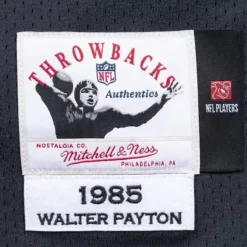 THROWBACKS
NFL
Authentics
NOSTALGIA CO.
Mitchell & Ness
PHILADELPHIA, PA
NFL PLAYERS
1985
WALTER PAYTON